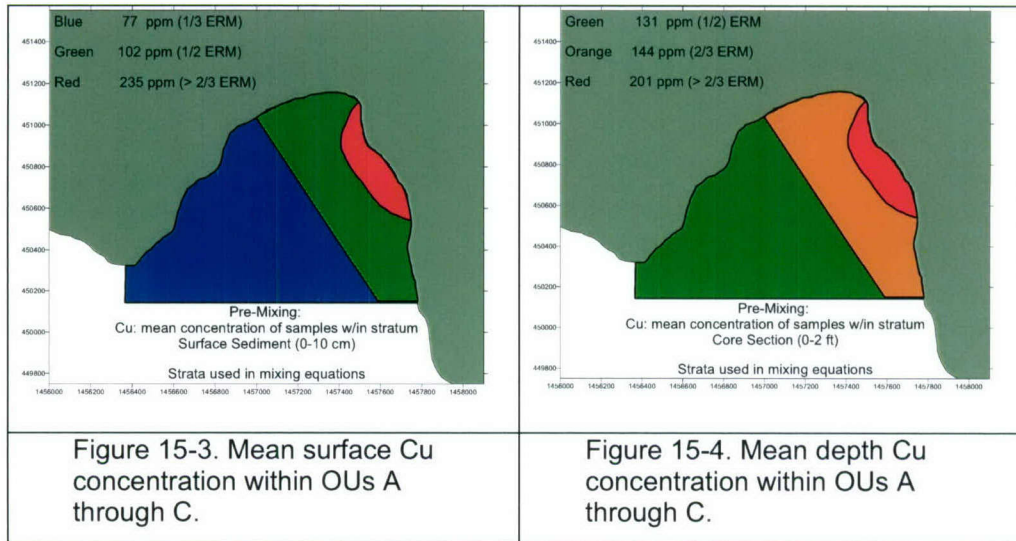 Blue 77 ppm (1/3 ERM)
Green 102 ppm (1/2 ERM)
Red 235 ppm (> 2/3 ERM)
451400
451200
451000
450800
450600
450400
450200
450000
449800
Pre-Mixing:
Cu: mean concentration of samples w/in stratum
Surface Sediment (0-10 cm)
Strata used in mixing equations
1456000 1456200 1456400 1456600 1456800 1457000 1457200 1457400 1457600 1457800 1458000
Figure 15-3. Mean surface Cu
concentration within OUs A
through C.
Green 131 ppm (1/2) ERM)
Orange 144 ppm (2/3 ERM)
Red 201 ppm (> 2/3 ERM)
451400
451200
451000
450800
450600
450400
450200
450000
449800
Pre-Mixing:
Cu: mean concentration of samples w/in stratum
Core Section (0-2 ft)
Strata used in mixing equations
1456000 1456200 1456400 1456600 1456800 1457000 1457200 1457400 1457600 1457800 1458000
Figure 15-4. Mean depth Cu
concentration within OUs A
through C.